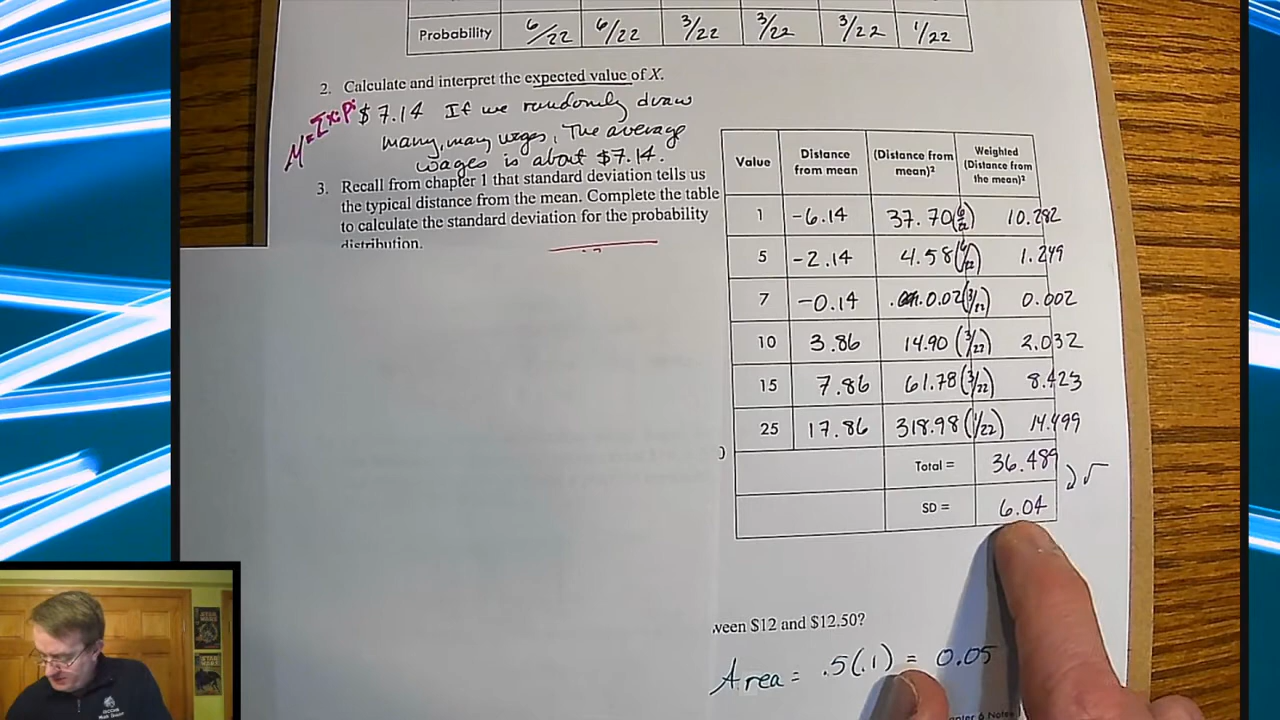 Probability 6/22 6/22 3/22 3/22 3/22 1/22
2. Calculate and interpret the expected value of X.
M = Σxipi
$7.14 If we randomly draw
many, many wages, The average
wages is about $7.14.
3. Recall from chapter 1 that standard deviation tells us
the typical distance from the mean. Complete the table
to calculate the standard deviation for the probability
distribution.
Value Distance from mean (Distance from mean)² Weighted (Distance from the mean)²
1 -6.14 37.70(6/22) 10.282
5 -2.14 4.58(6/22) 1.249
7 -0.14 0.02(3/22) 0.002
10 3.86 14.90 (3/22) 2.032
15 7.86 61.78(3/22) 8.423
25 17.86 318.98(1/22) 14.499
Total = 36.489
√
SD = 6.04
ween $12 and $12.50?
Area = .5(.1) = 0.05
6 Notes